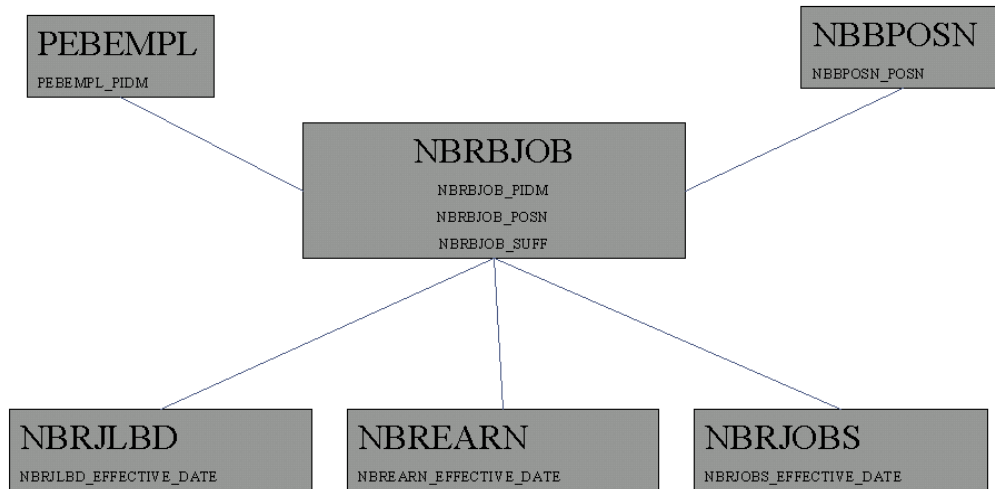 PEBEMPL
PEBEMPL_PIDM
NBBPOSN
NBBPOSN_POSN
NBRBJOB
NBRBJOB_PIDM
NBRBJOB_POSN
NBRBJOB_SUFF
NBRJLBD
NBRJLBD_EFFECTIVE_DATE
NBREARN
NBREARN_EFFECTIVE_DATE
NBRJOBS
NBRJOBS_EFFECTIVE_DATE